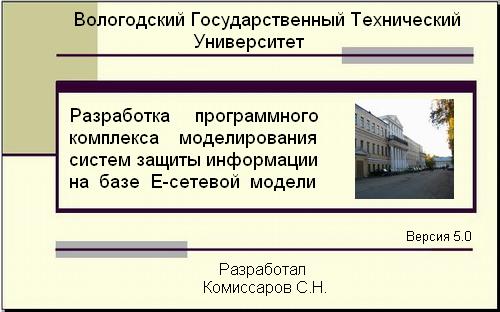 Вологодский Государственный Технический
Университет
Разработка программного
комплекса моделирования
систем защиты информации
на базе Е-сетевой модели
Версия 5.0
Разработал
Комиссаров С.Н.